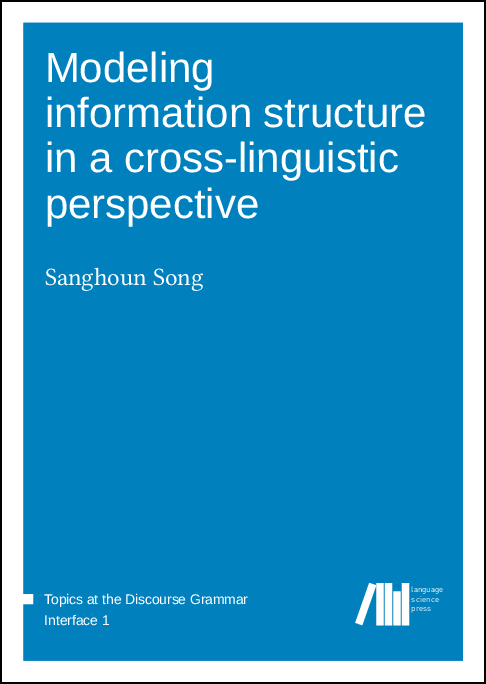 Modeling
information structure
in a cross-linguistic
perspective
Sanghoun Song
Topics at the Discourse Grammar
Interface 1
language
science
press